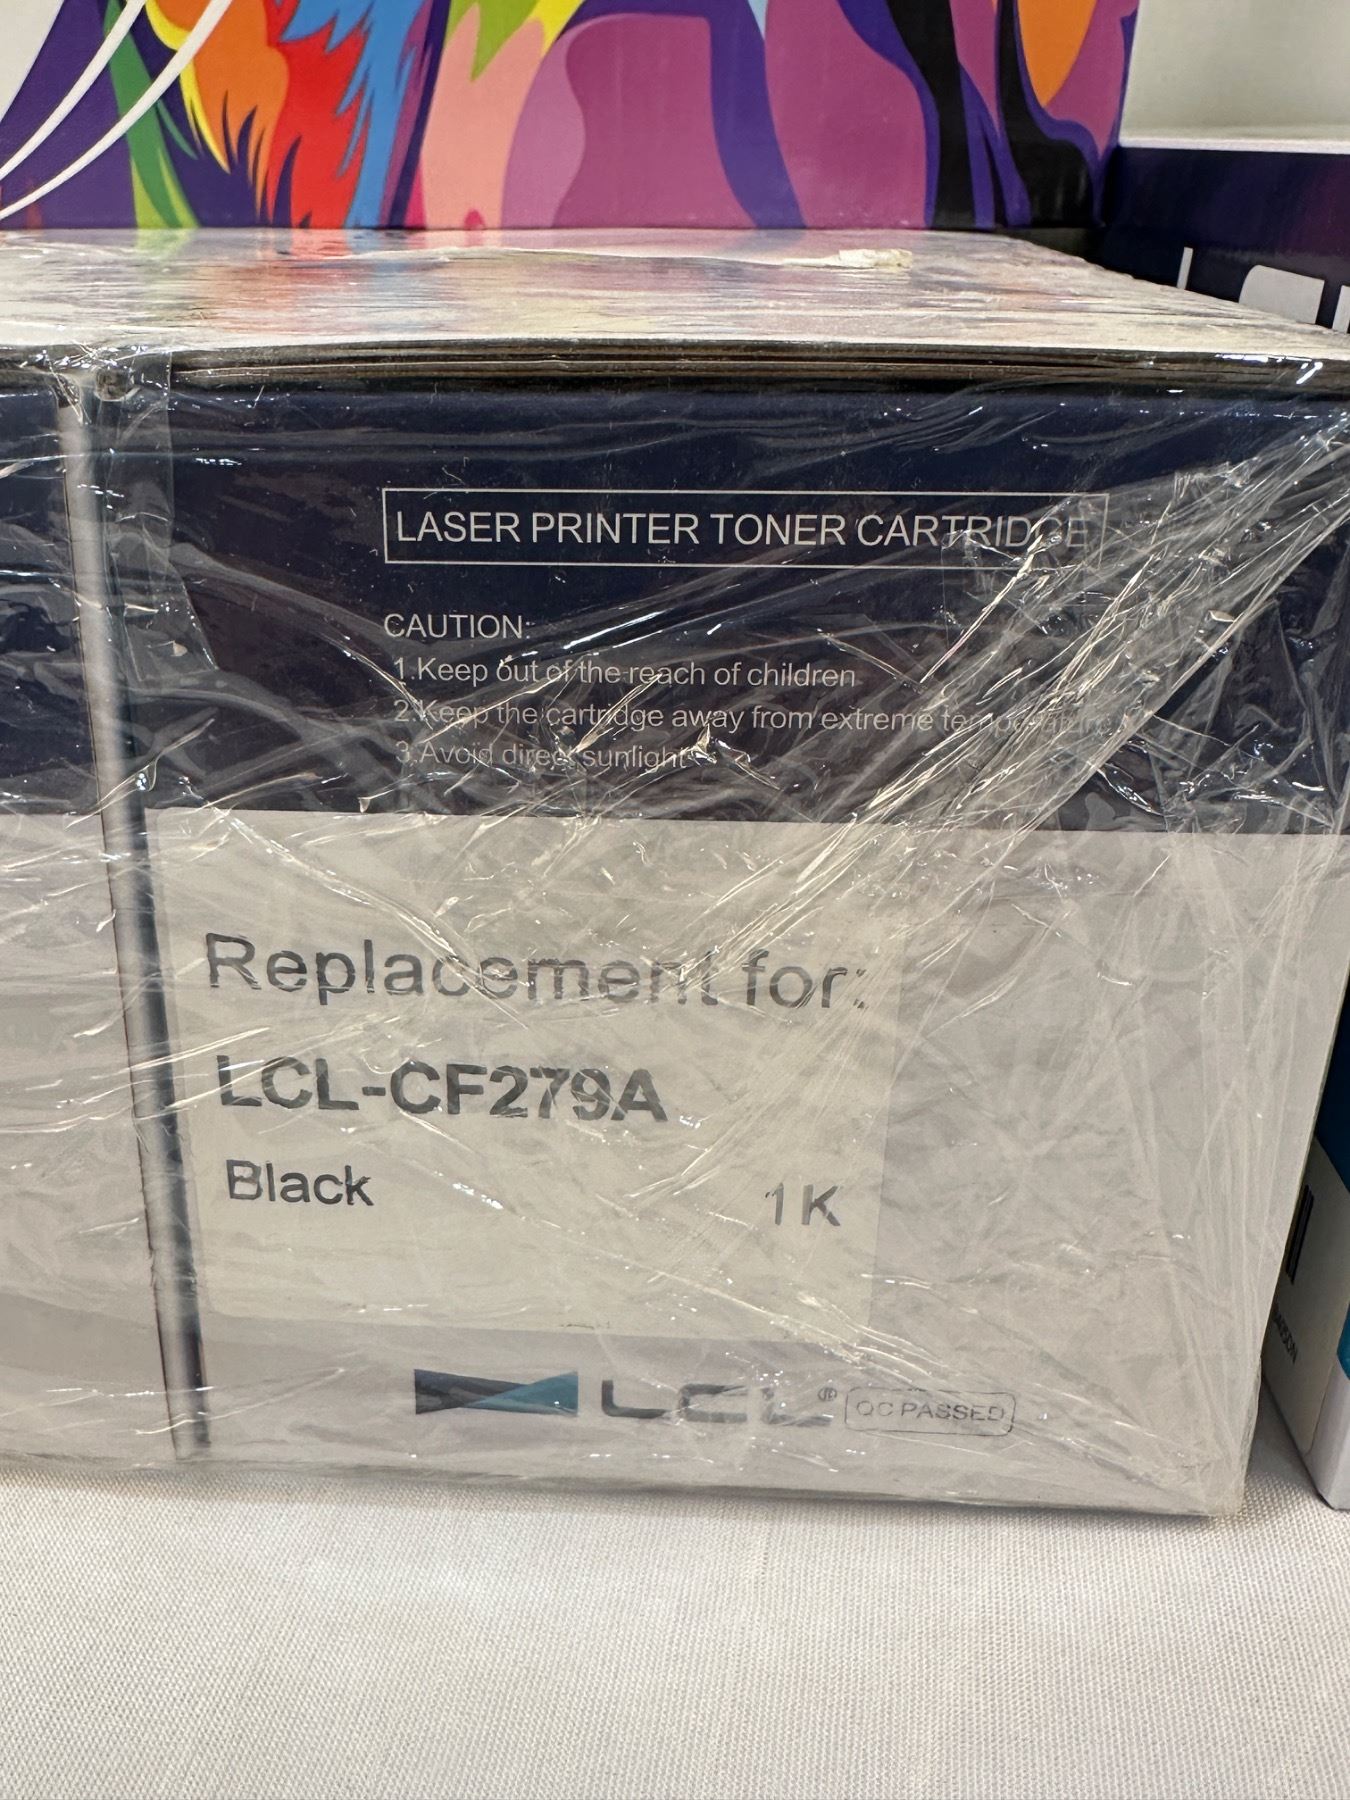 LASER PRINTER TONER CARTRIDGE
CAUTION:
1.Keep out of the reach of children
2.Keep the cartridge away from extreme temperature
3.Avoid direct sunlight
Replacement for:
LCL-CF279A
Black 1K
LCL® QC PASSED